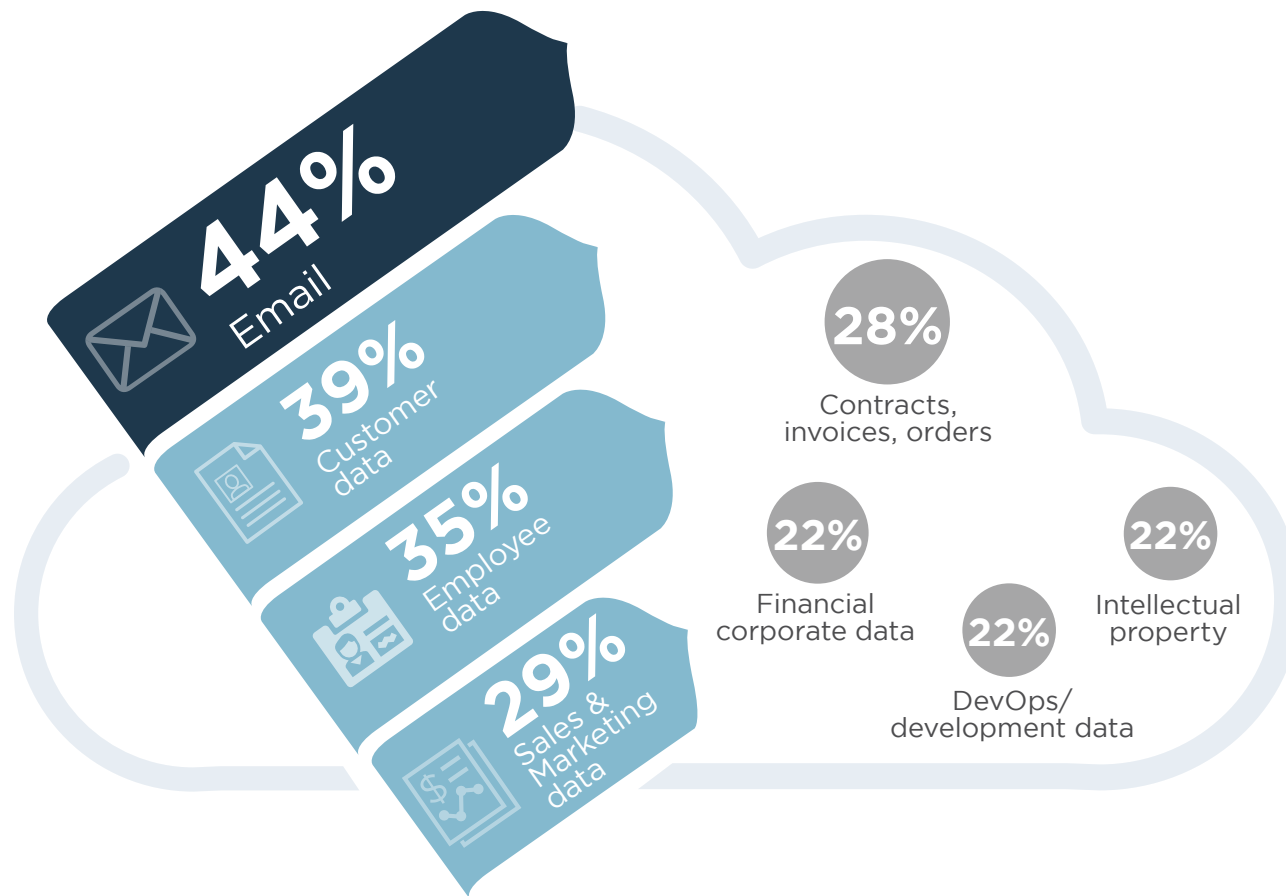 44%
Email
39%
Customer
data
35%
Employee
data
29%
Sales &
Marketing
data
28%
Contracts,
invoices, orders
22%
Financial
corporate data
22%
DevOps/
development data
22%
Intellectual
property
$